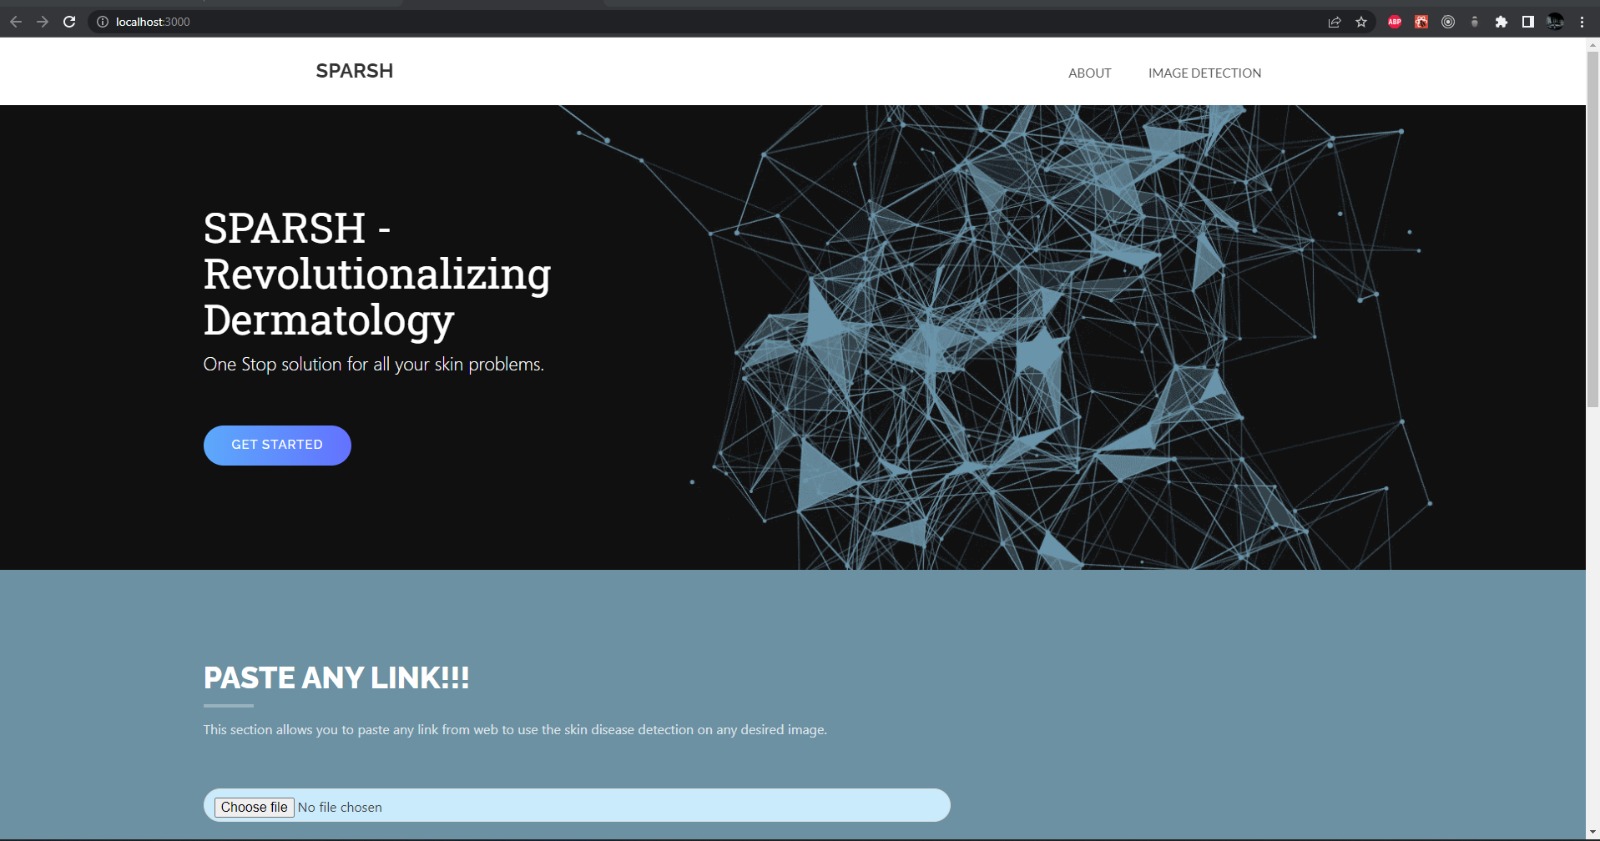 localhost:3000
ABP
SPARSH
ABOUT
IMAGE DETECTION
SPARSH -
Revolutionalizing
Dermatology
One Stop solution for all your skin problems.
GET STARTED
PASTE ANY LINK!!!
This section allows you to paste any link from web to use the skin disease detection on any desired image.
Choose file No file chosen